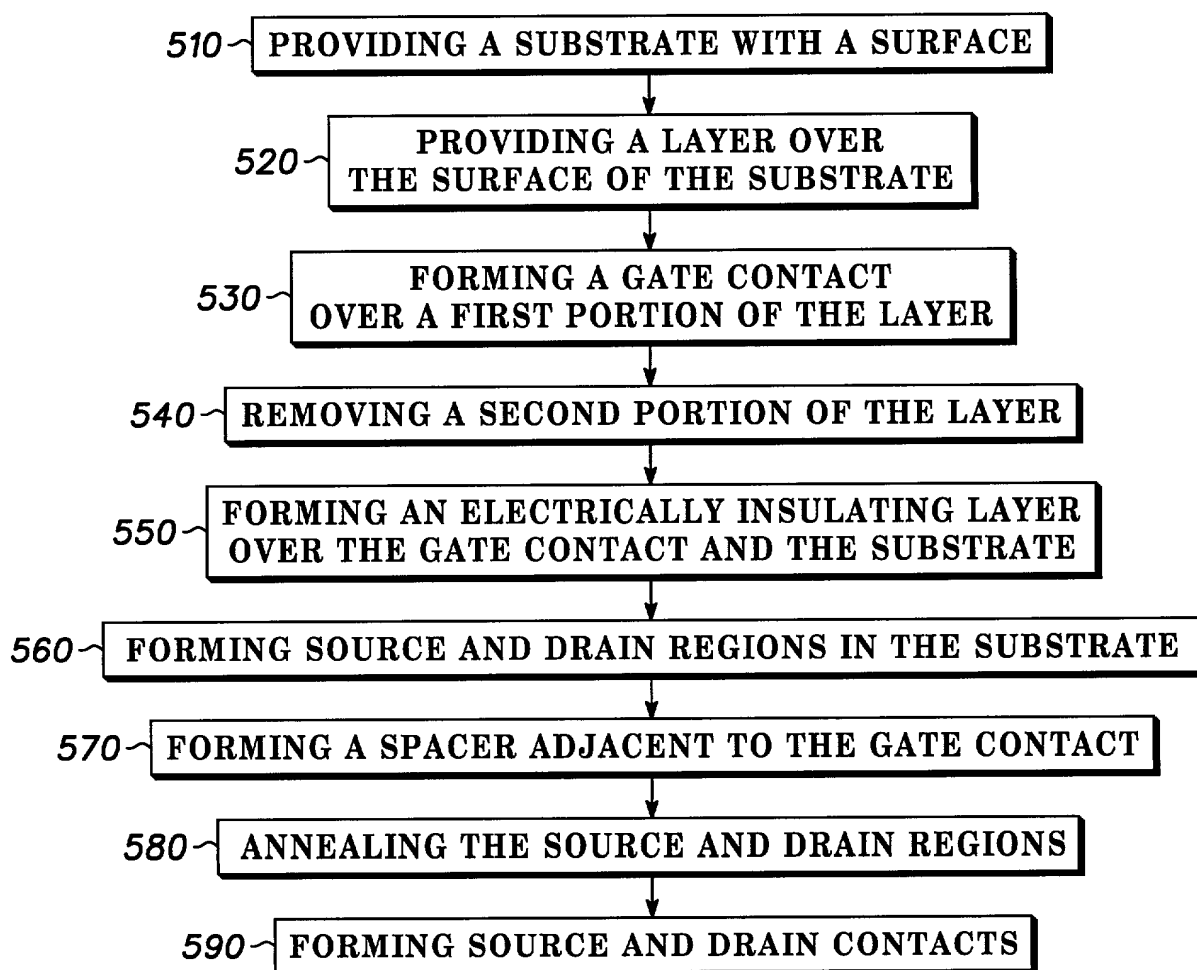 510 PROVIDING A SUBSTRATE WITH A SURFACE
520 PROVIDING A LAYER OVER
THE SURFACE OF THE SUBSTRATE
530 FORMING A GATE CONTACT
OVER A FIRST PORTION OF THE LAYER
540 REMOVING A SECOND PORTION OF THE LAYER
550 FORMING AN ELECTRICALLY INSULATING LAYER
OVER THE GATE CONTACT AND THE SUBSTRATE
560 FORMING SOURCE AND DRAIN REGIONS IN THE SUBSTRATE
570 FORMING A SPACER ADJACENT TO THE GATE CONTACT
580 ANNEALING THE SOURCE AND DRAIN REGIONS
590 FORMING SOURCE AND DRAIN CONTACTS